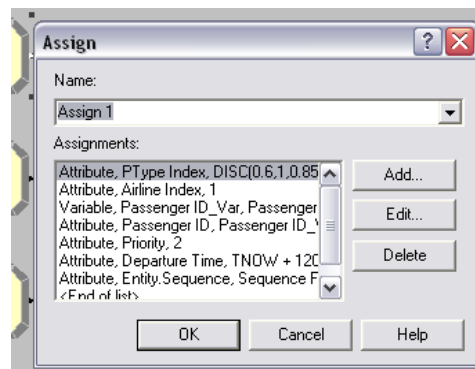 Assign
Name:
Assign 1
Assignments:
Attribute, PType Index, DISC(0.6,1,0.85
Attribute, Airline Index, 1
Variable, Passenger ID_Var, Passenger
Attribute, Passenger ID, Passenger ID_
Attribute, Priority, 2
Attribute, Departure Time, TNOW + 120
Attribute, Entity.Sequence, Sequence F
<End of list>
Add...
Edit...
Delete
OK
Cancel
Help